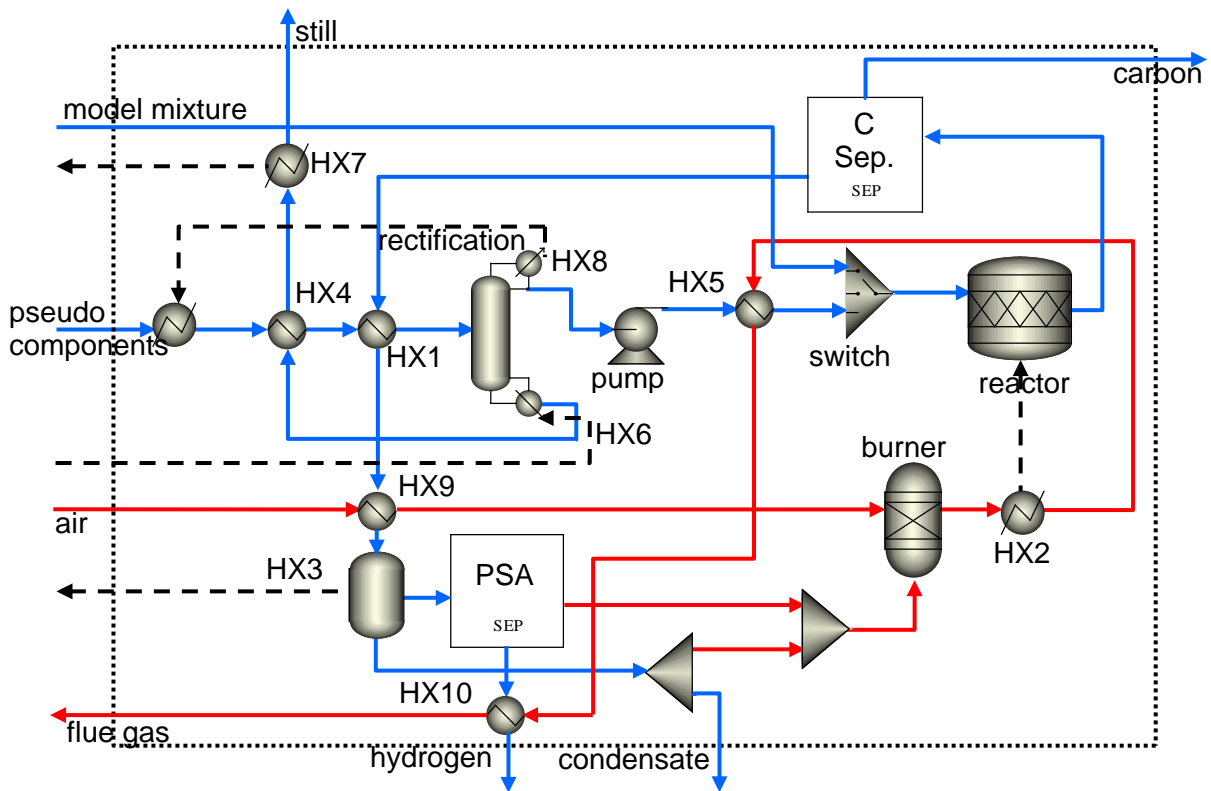 still
carbon
model mixture
C
Sep.
SEP
HX7
rectification
HX8
HX5
HX4
pseudo
components
HX1
pump
switch
reactor
HX6
burner
HX9
air
HX2
HX3
PSA
SEP
HX10
flue gas
hydrogen
condensate